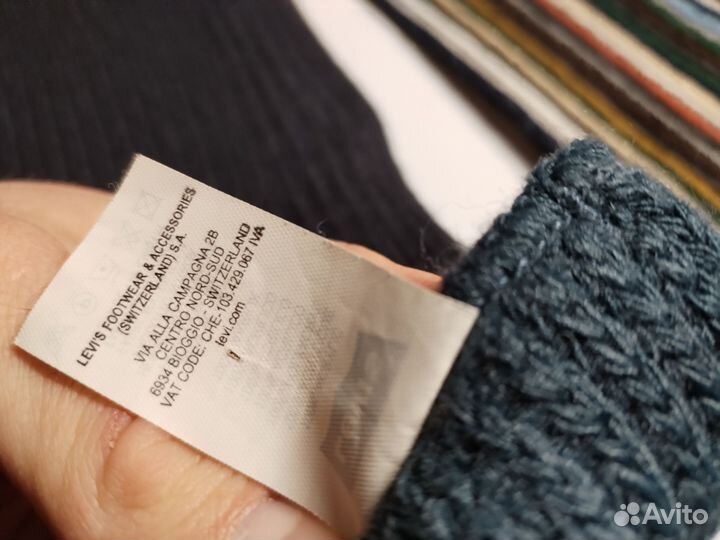 LEVI'S FOOTWEAR & ACCESSORIES
(SWITZERLAND) S.A.
VIA ALLA CAMPAGNA 2B
CENTRO NORD-SUD
6934 BIOGGIO - SWITZERLAND
VAT CODE: CHE-103.429.067 IVA
levi.com
Avito